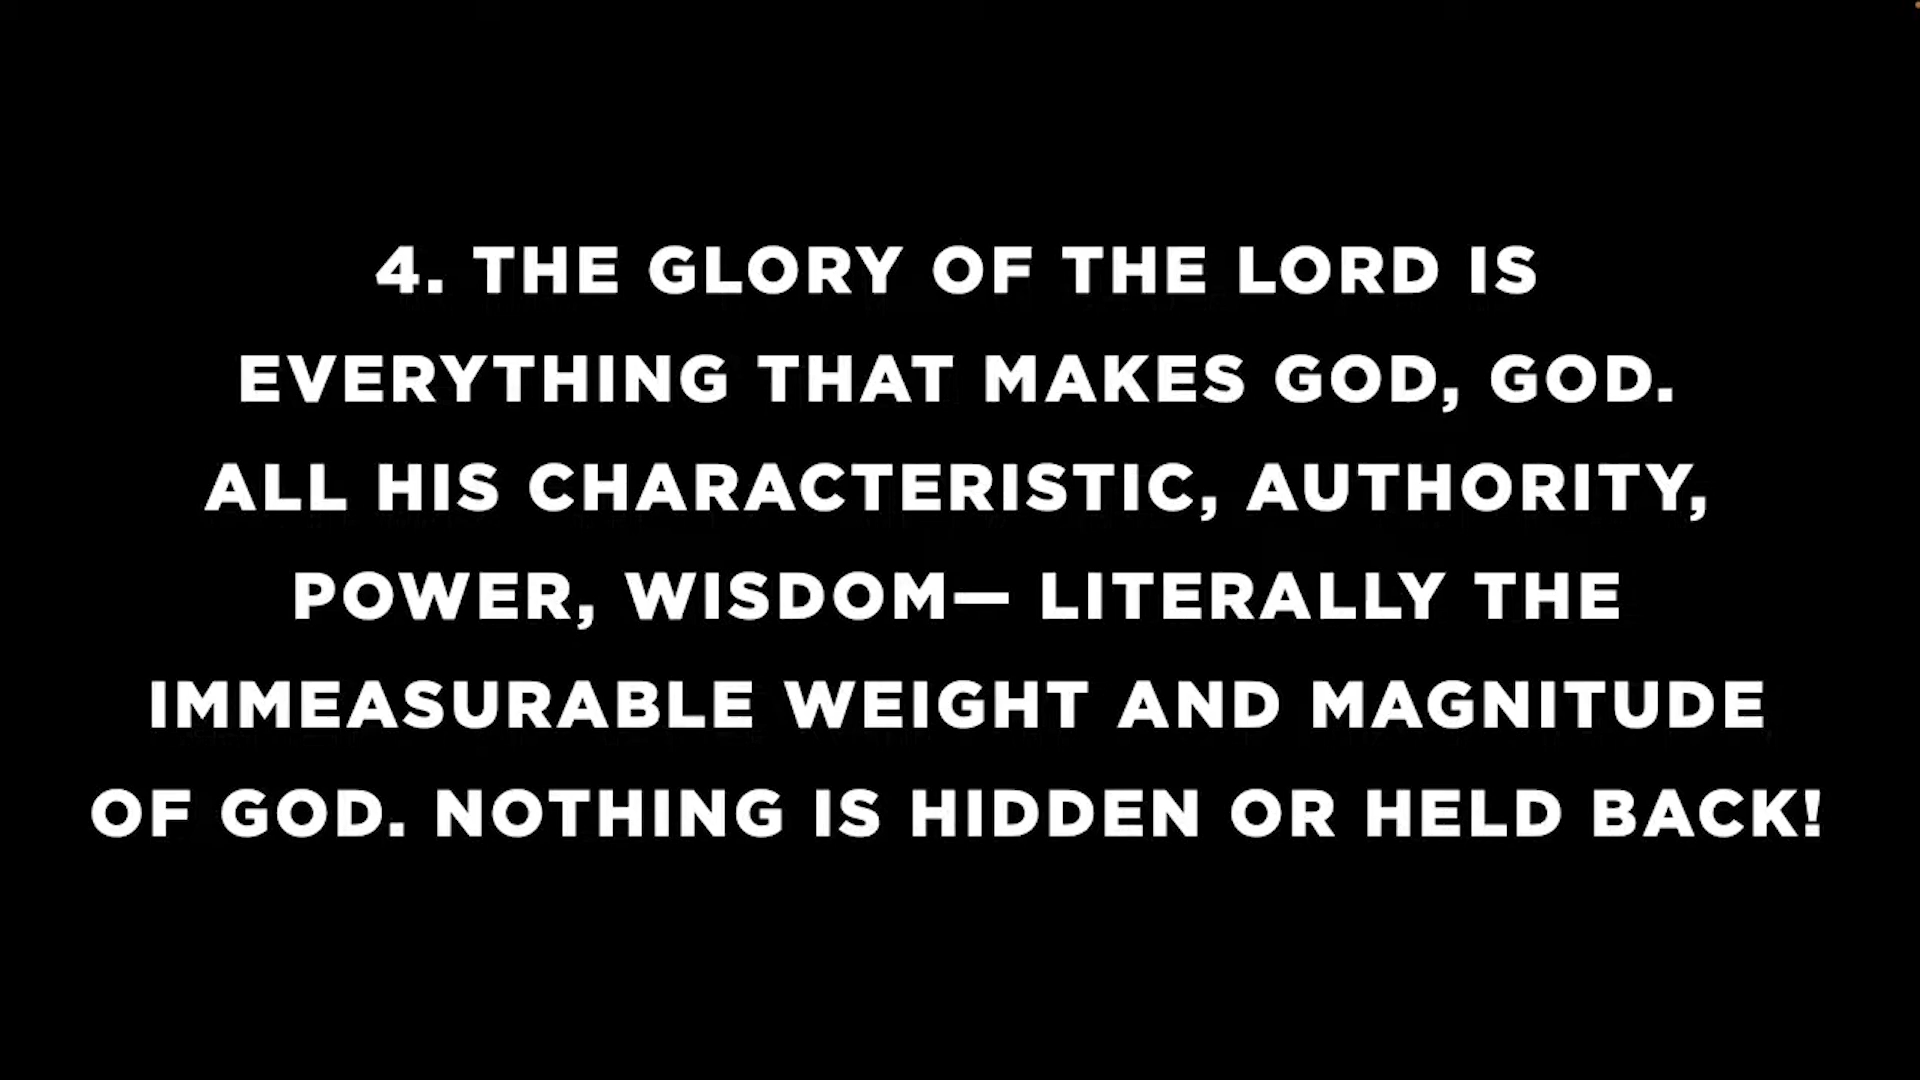 4. THE GLORY OF THE LORD IS
EVERYTHING THAT MAKES GOD, GOD.
ALL HIS CHARACTERISTIC, AUTHORITY,
POWER, WISDOM— LITERALLY THE
IMMEASURABLE WEIGHT AND MAGNITUDE
OF GOD. NOTHING IS HIDDEN OR HELD BACK!